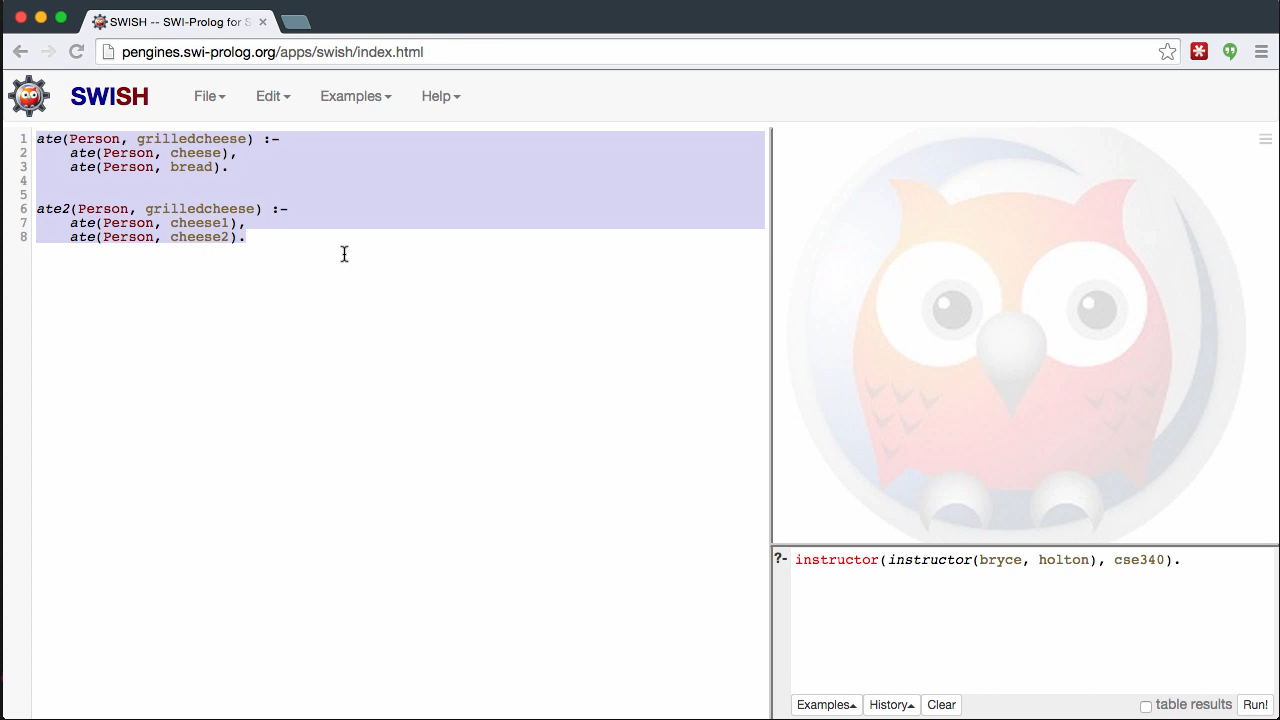 SWISH -- SWI-Prolog for S
pengines.swi-prolog.org/apps/swish/index.html
SWISH File Edit Examples Help
1 ate(Person, grilledcheese) :-
2 ate(Person, cheese),
3 ate(Person, bread).
4
5
6 ate2(Person, grilledcheese) :-
7 ate(Person, cheese1),
8 ate(Person, cheese2).
?- instructor(instructor(bryce, holton), cse340).
Examples History Clear table results Run!